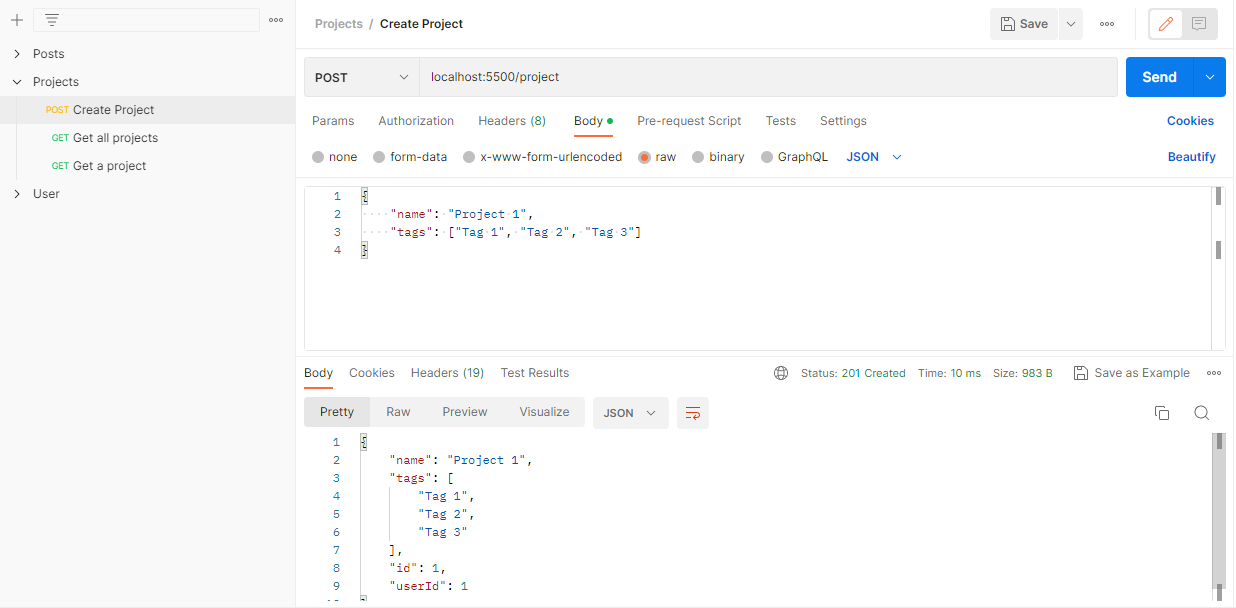 Projects / Create Project
Save
Posts
Projects
POST Create Project
GET Get all projects
GET Get a project
User
POST localhost:5500/project Send
Params Authorization Headers (8) Body Pre-request Script Tests Settings Cookies
none form-data x-www-form-urlencoded raw binary GraphQL JSON Beautify
1 {
2 "name": "Project 1",
3 "tags": ["Tag 1", "Tag 2", "Tag 3"]
4 }
Body Cookies Headers (19) Test Results Status: 201 Created Time: 10 ms Size: 983 B Save as Example
Pretty Raw Preview Visualize JSON
1 {
2 "name": "Project 1",
3 "tags": [
4 "Tag 1",
5 "Tag 2",
6 "Tag 3"
7 ],
8 "id": 1,
9 "userId": 1